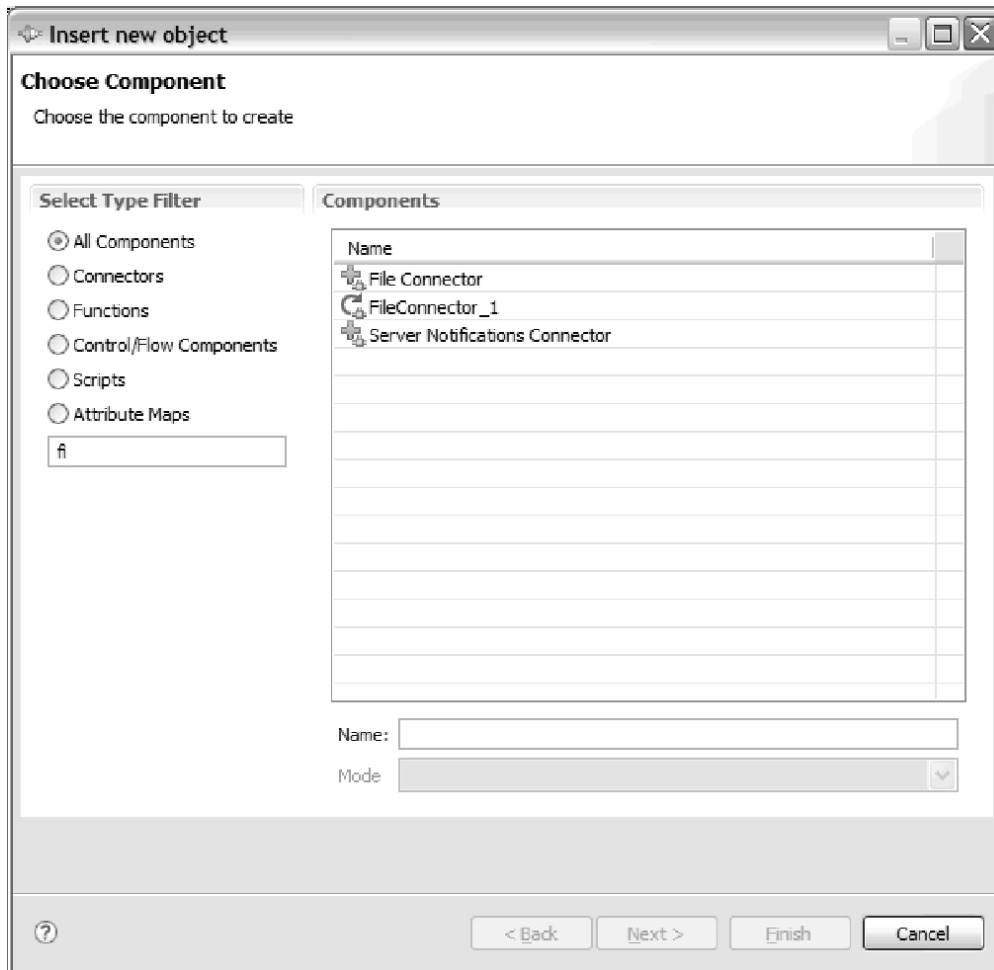 Insert new object
Choose Component
Choose the component to create
Select Type Filter
All Components
Connectors
Functions
Control/Flow Components
Scripts
Attribute Maps
fi
Components
Name
File Connector
FileConnector_1
Server Notifications Connector
Name:
Mode
< Back
Next >
Finish
Cancel